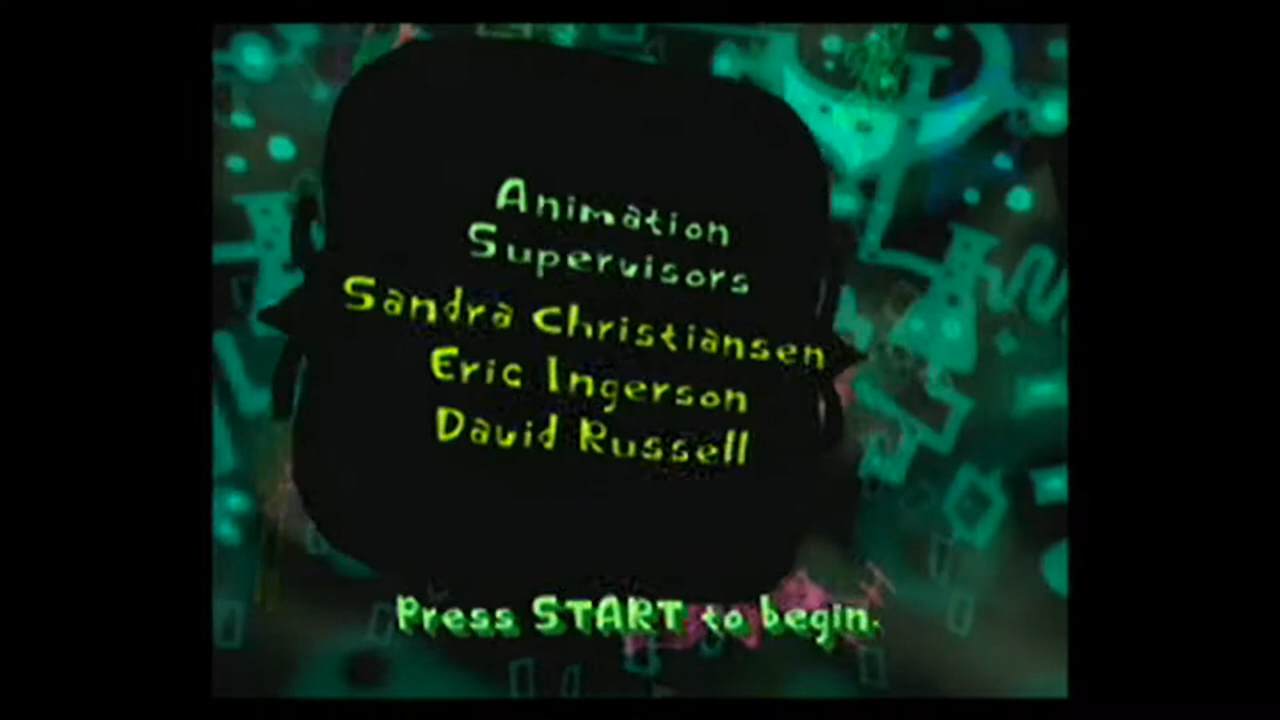 Animation
Supervisors
Sandra Christiansen
Eric Ingerson
David Russell
Press START to begin.